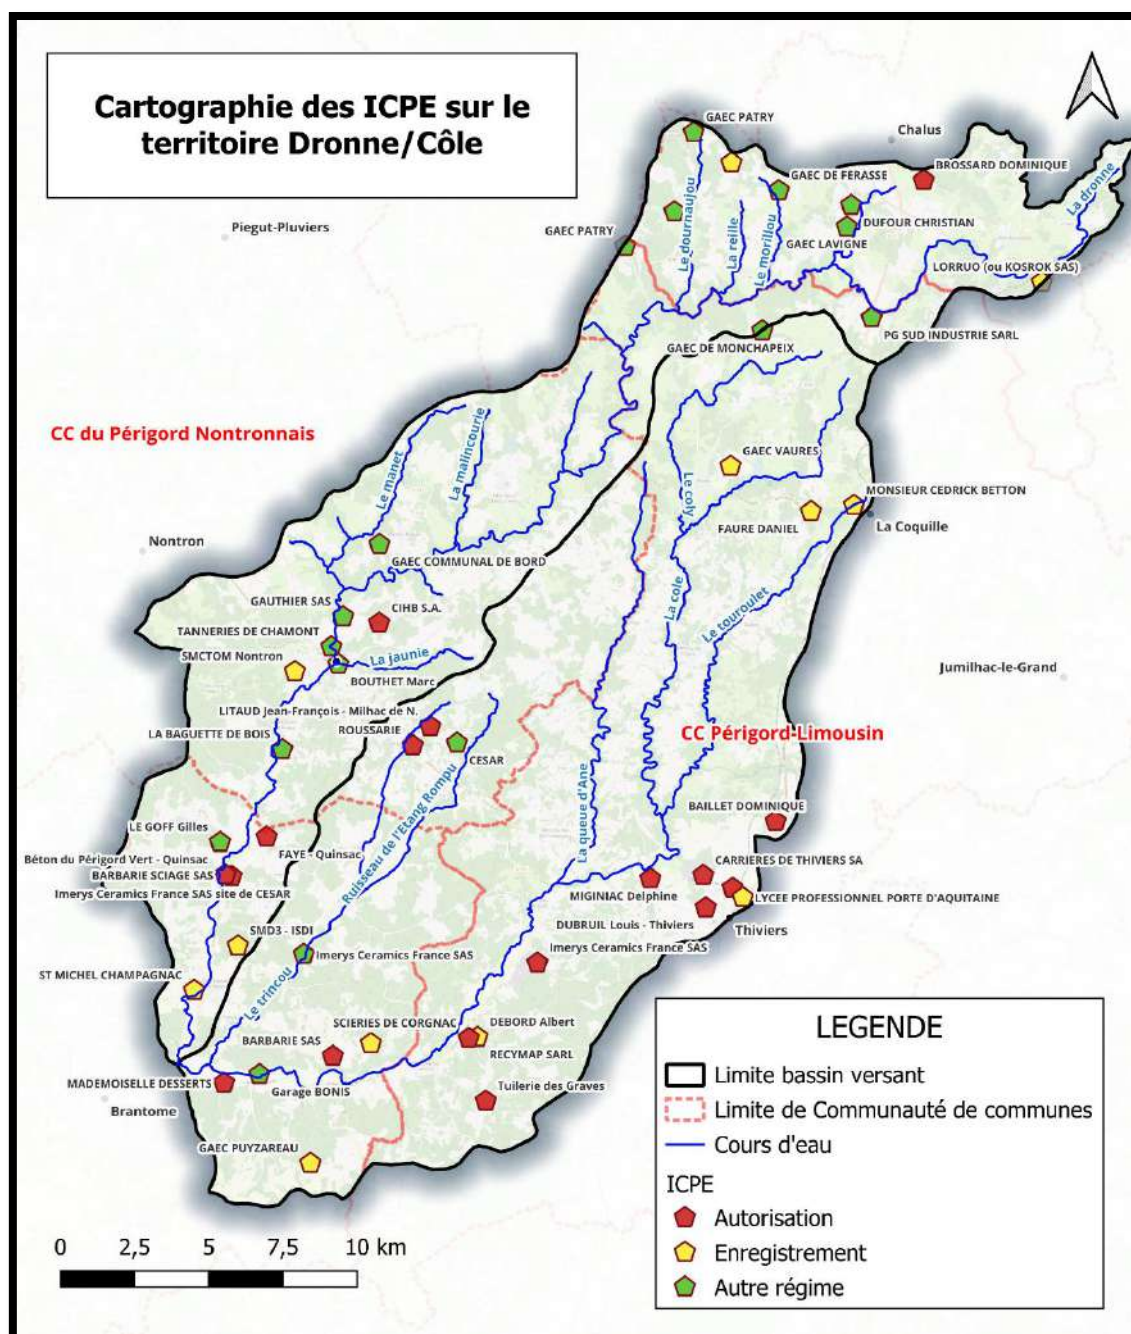 Cartographie des ICPE sur le
territoire Dronne/Côle
GAEC PATRY
Chalus
BROSSARD DOMINIQUE
GAEC DE FERASSE
La dronne
Le dournaujou
Piegut-Pluviers
GAEC PATRY
La reille
Le morillou
DUFOUR CHRISTIAN
GAEC LAVIGNE
LORRUO (ou KOSROK SAS)
PG SUD INDUSTRIE SARL
GAEC DE MONCHAPEIX
CC du Périgord Nontronnais
Le manet
La malincourie
GAEC VAURES
Le coly
MONSIEUR CEDRICK BETTON
FAURE DANIEL
La Coquille
Nontron
GAEC COMMUNAL DE BORD
GAUTHIER SAS
CIHB S.A.
La cole
Le touroulet
TANNERIES DE CHAMONT
SMCTOM Nontron
La jaunie
BOUTHET Marc
Jumilhac-le-Grand
LITAUD Jean-François - Milhac de N.
ROUSSARIE
LA BAGUETTE DE BOIS
CESAR
CC Périgord-Limousin
La queue d'Ane
Ruisseau de l'Etang Rompu
BAILLET DOMINIQUE
LE GOFF Gilles
FAYE - Quinsac
Béton du Périgord Vert - Quinsac
BARBARIE SCIAGE SAS
Imerys Ceramics France SAS site de CESAR
CARRIERES DE THIVIERS SA
MIGINIAC Delphine
LYCEE PROFESSIONNEL PORTE D'AQUITAINE
DUBRUIL Louis - Thiviers
Thiviers
SMD3 - ISDI
Imerys Ceramics France SAS
Imerys Ceramics France SAS
ST MICHEL CHAMPAGNAC
Le trincou
SCIERIES DE CORGNAC
DEBORD Albert
BARBARIE SAS
RECYMAP SARL
MADEMOISELLE DESSERTS
Garage BONIS
Tuilerie des Graves
Brantome
GAEC PUYZAREAU
LEGENDE
Limite bassin versant
Limite de Communauté de communes
Cours d'eau
ICPE
Autorisation
Enregistrement
Autre régime
0 2,5 5 7,5 10 km